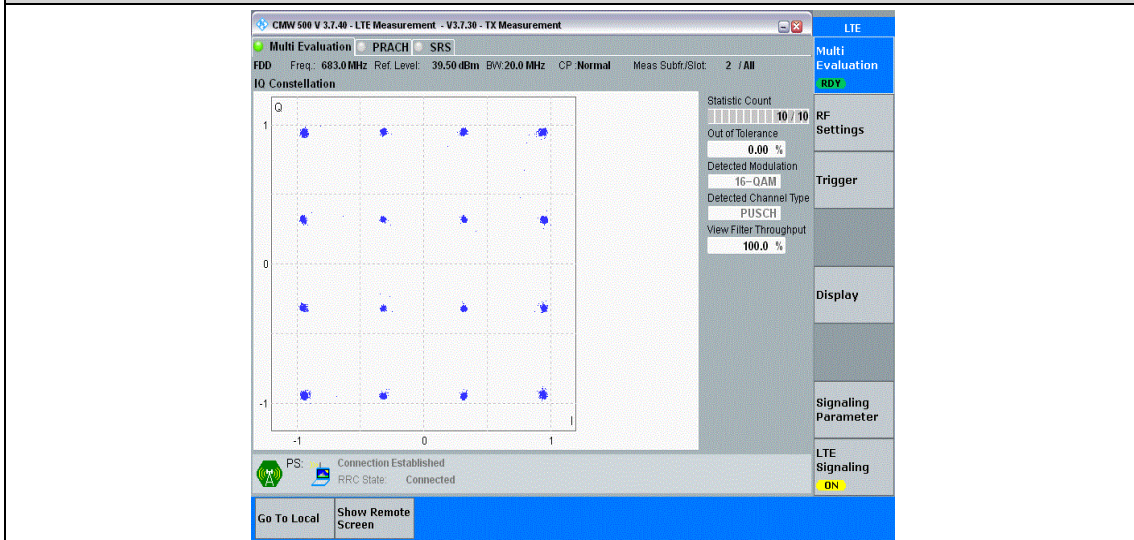 CMW 500 V 3.7.40 - LTE Measurement - V3.7.30 - TX Measurement
LTE
Multi Evaluation PRACH SRS
Multi
Evaluation
RDY
FDD Freq.: 683.0 MHz Ref. Level: 39.50 dBm BW: 20.0 MHz CP :Normal Meas Subfr./Slot: 2 / All
IQ Constellation
Q
1
0
-1
-1 0 1
I
Statistic Count
10 / 10
Out of Tolerance
0.00 %
Detected Modulation
16-QAM
Detected Channel Type
PUSCH
View Filter Throughput
100.0 %
RF
Settings
Trigger
Display
Signaling
Parameter
LTE
Signaling
ON
PS: Connection Established
RRC State: Connected
Go To Local
Show Remote
Screen